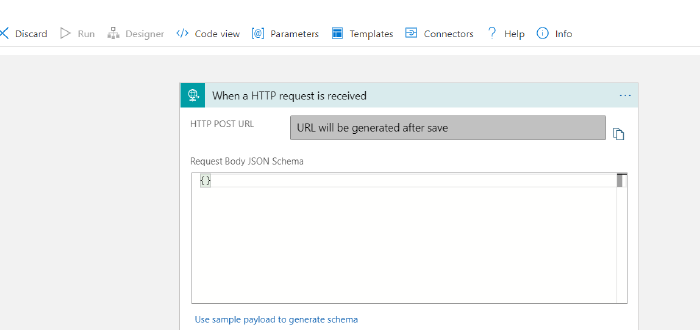 Discard Run Designer Code view Parameters Templates Connectors Help Info
When a HTTP request is received
HTTP POST URL URL will be generated after save
Request Body JSON Schema
{}
Use sample payload to generate schema